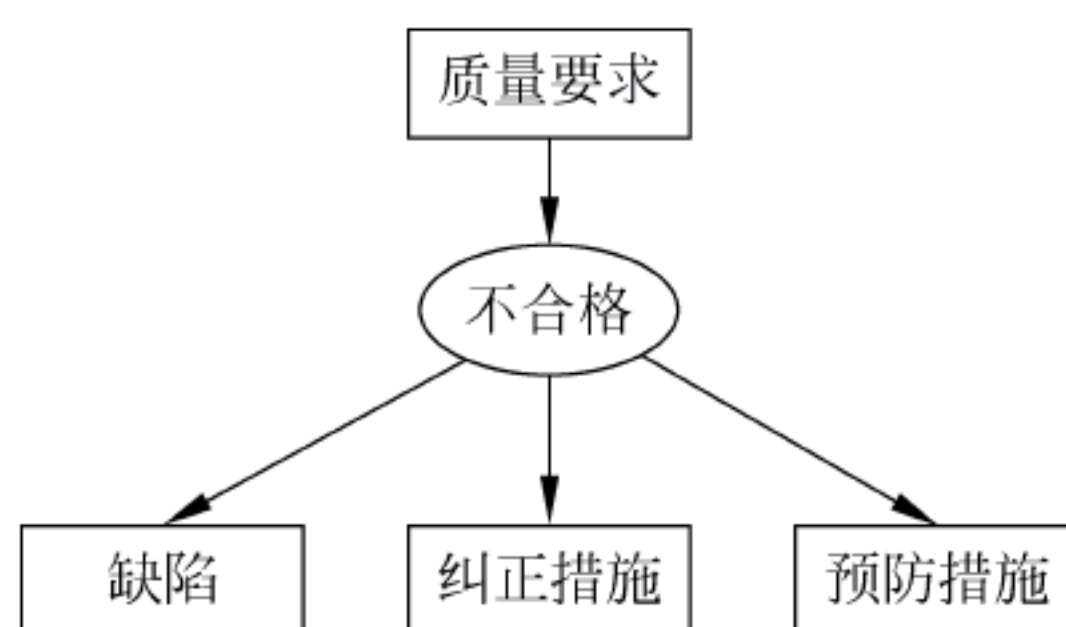 质量要求
不合格
缺陷
纠正措施
预防措施